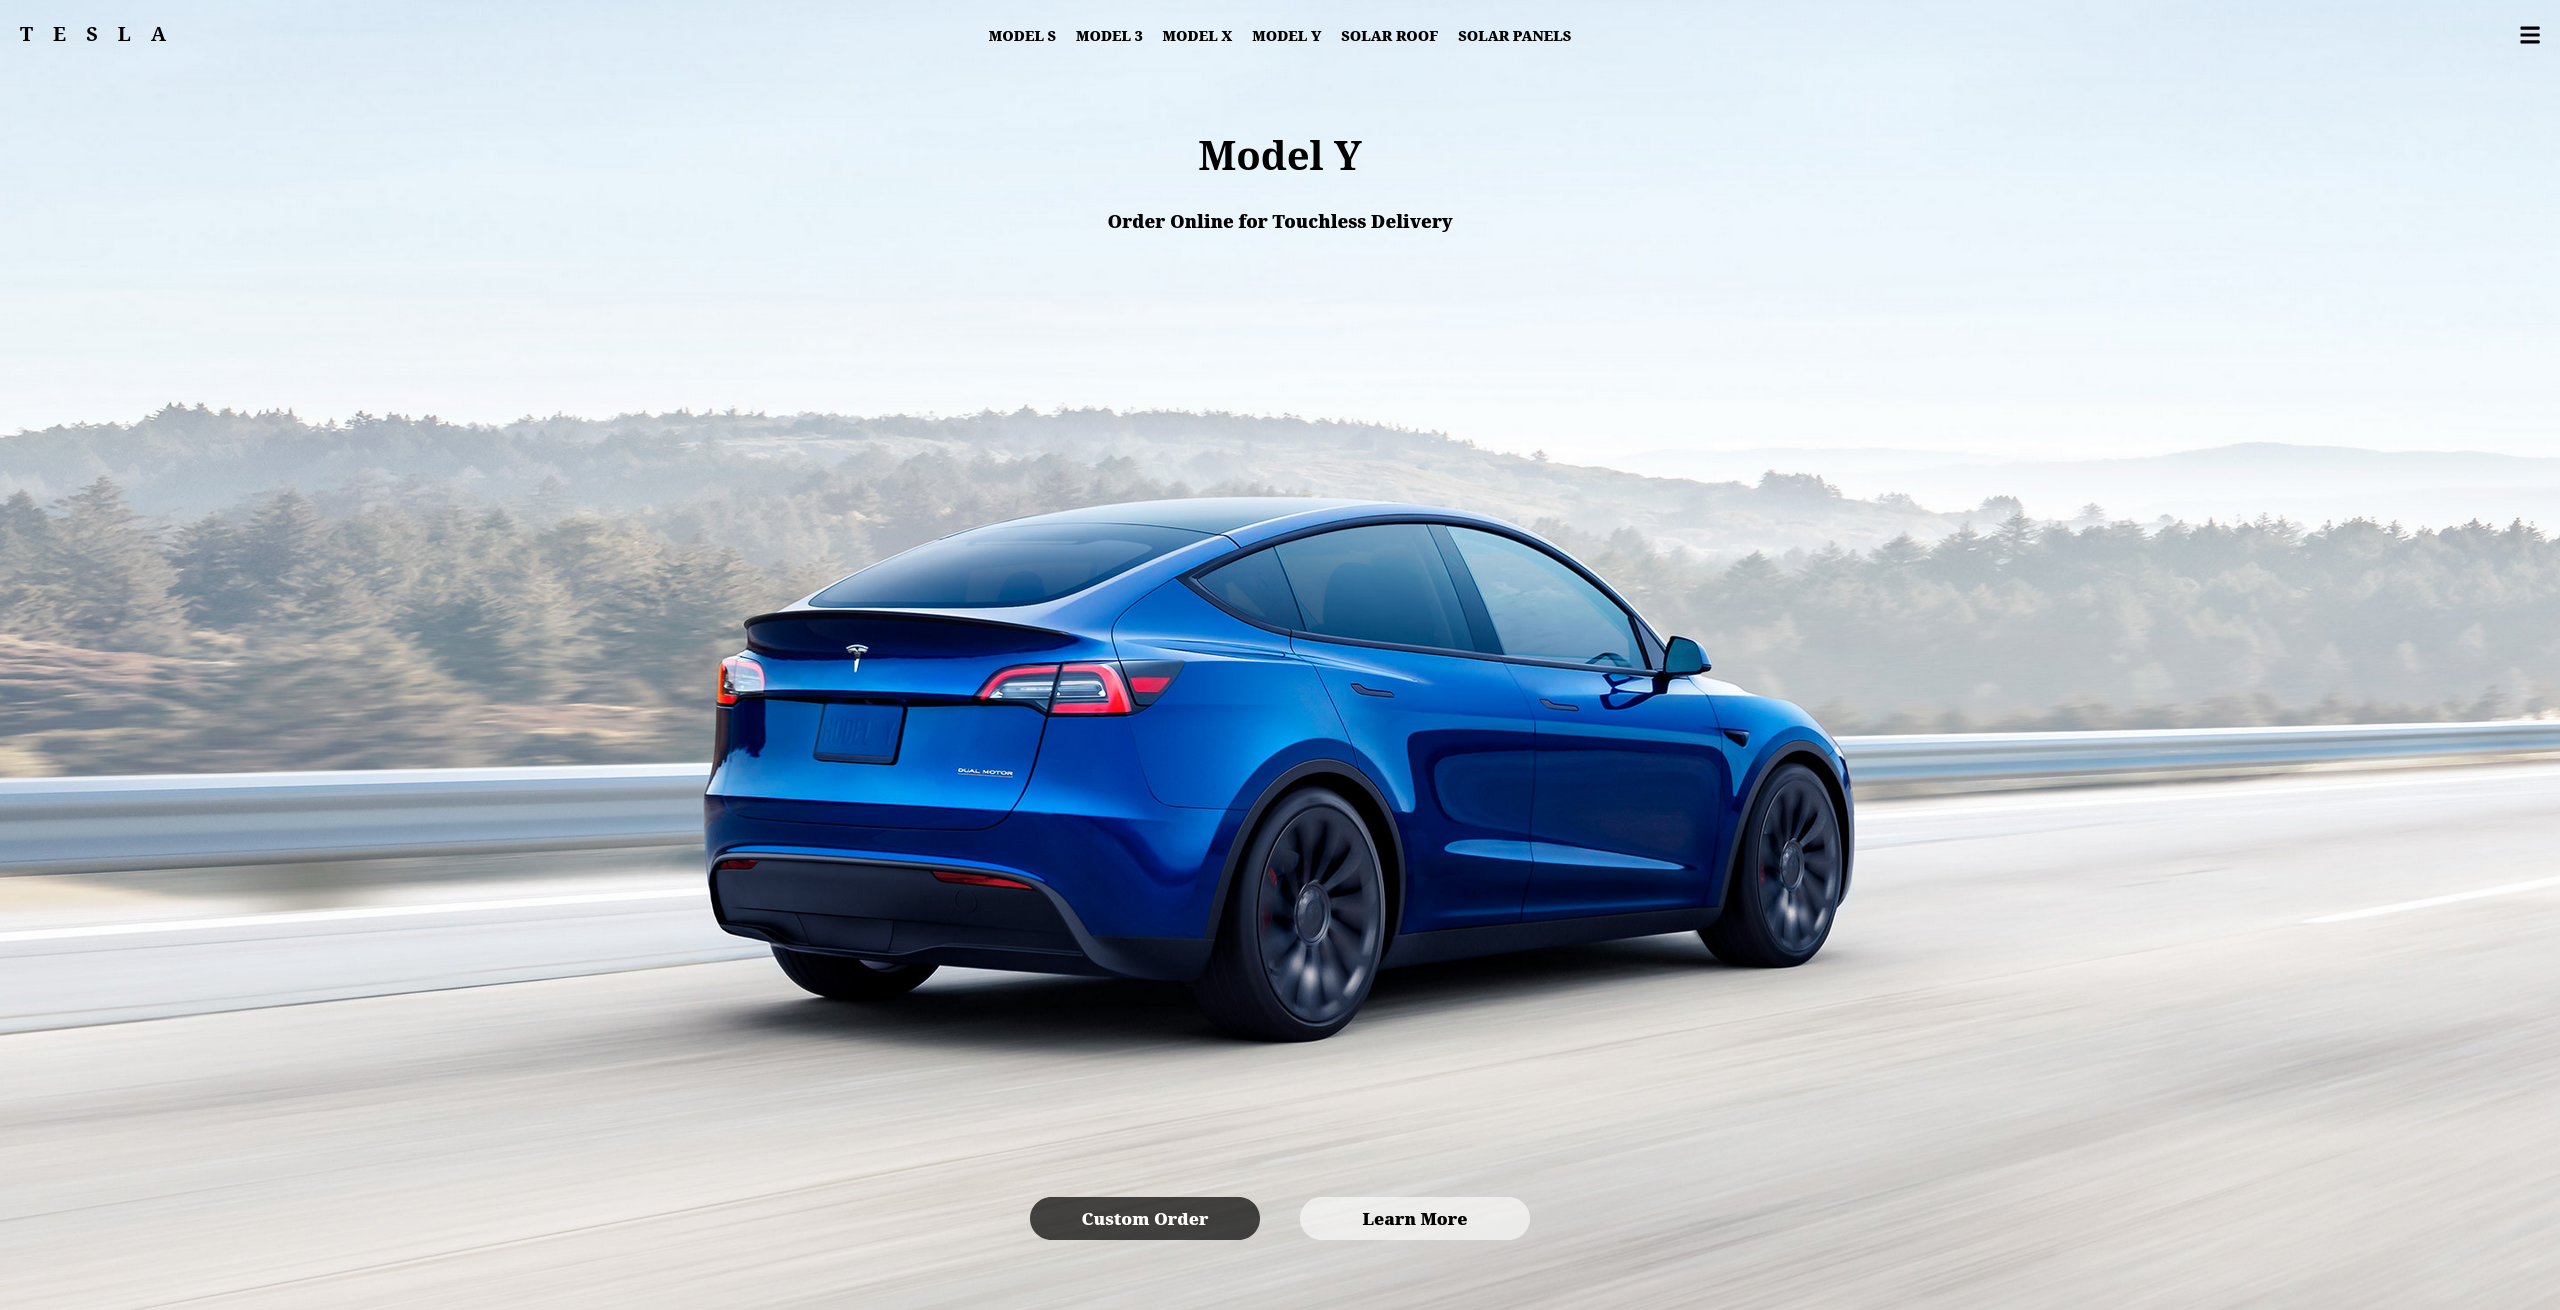 TESLA
MODEL S MODEL 3 MODEL X MODEL Y SOLAR ROOF SOLAR PANELS
Model Y
Order Online for Touchless Delivery
MODEL Y
DUAL MOTOR
Custom Order Learn More